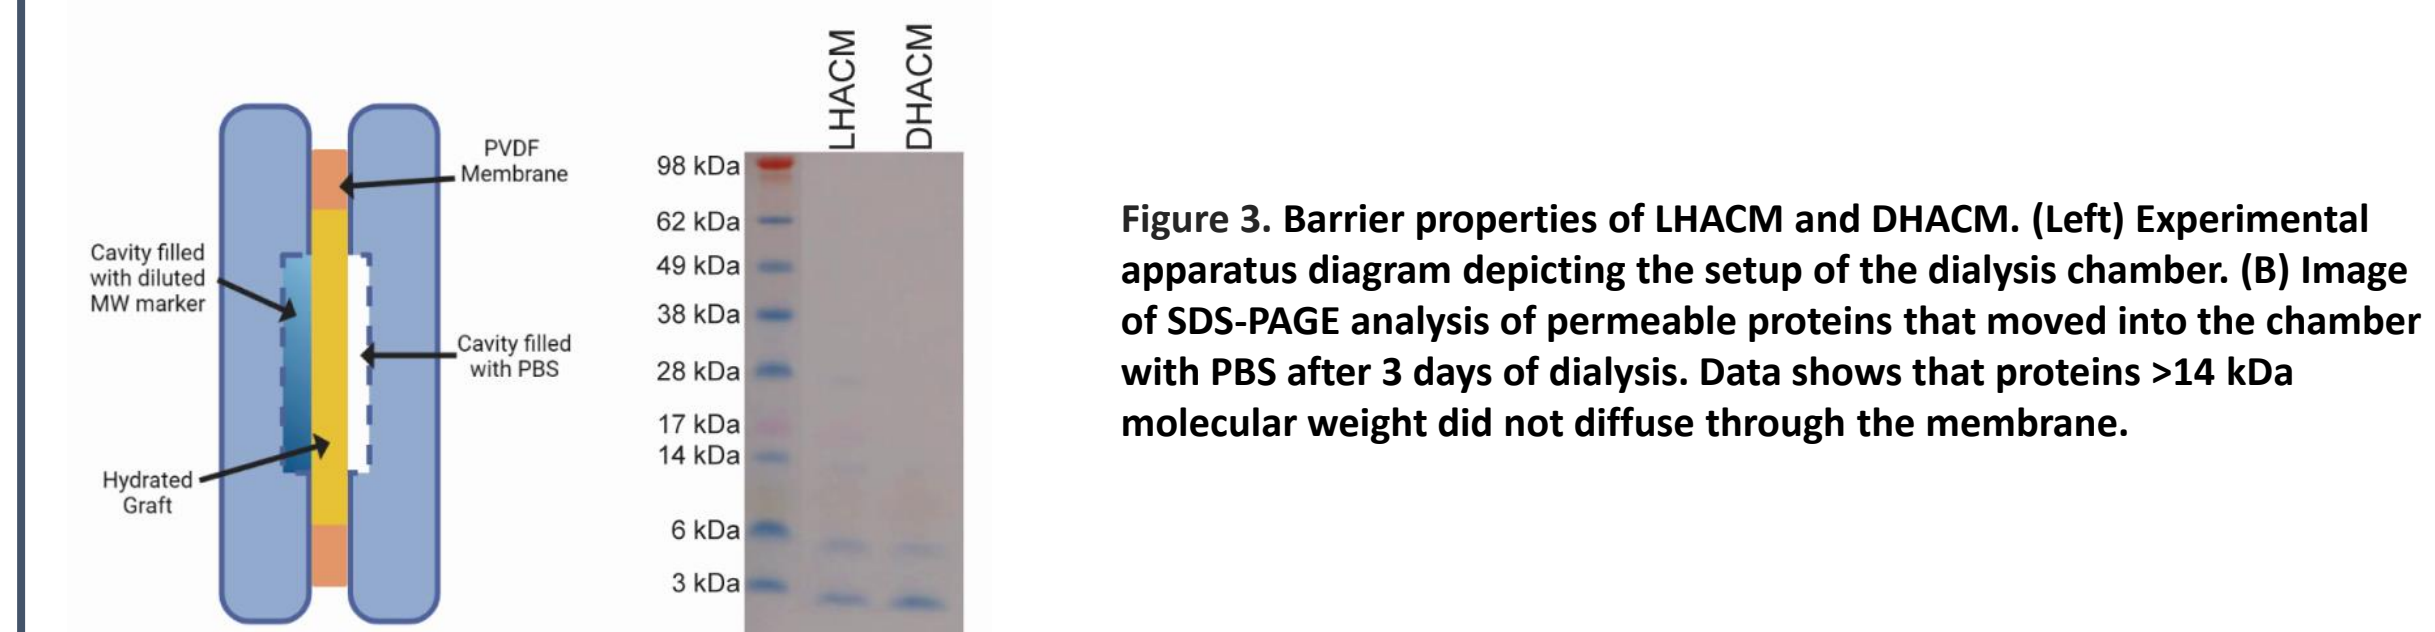 PVDF
Membrane
Cavity filled
with diluted
MW marker
Cavity filled
with PBS
Hydrated
Graft
LHACM
DHACM
98 kDa
62 kDa
49 kDa
38 kDa
28 kDa
17 kDa
14 kDa
6 kDa
3 kDa
Figure 3. Barrier properties of LHACM and DHACM. (Left) Experimental
apparatus diagram depicting the setup of the dialysis chamber. (B) Image
of SDS-PAGE analysis of permeable proteins that moved into the chamber
with PBS after 3 days of dialysis. Data shows that proteins >14 kDa
molecular weight did not diffuse through the membrane.